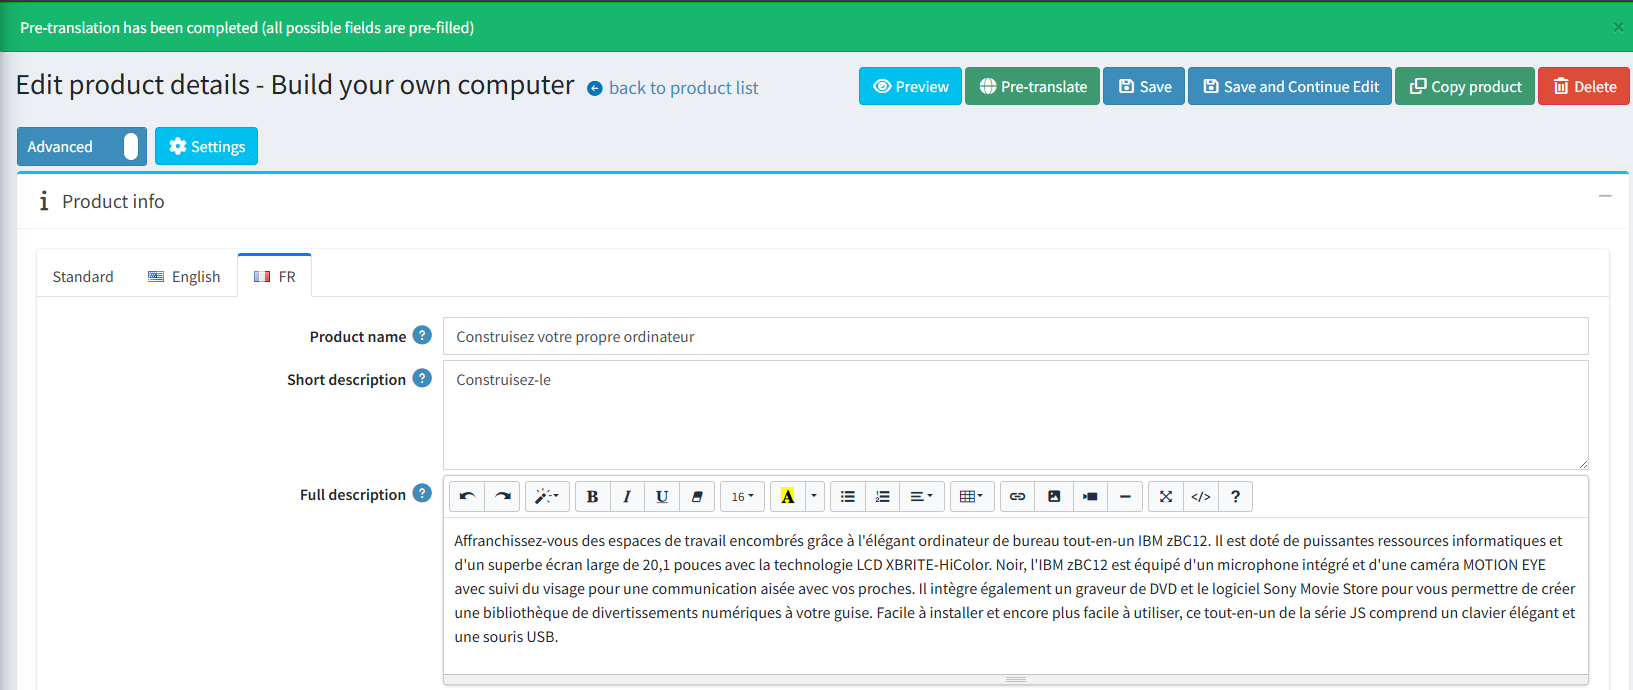 Pre-translation has been completed (all possible fields are pre-filled)
×
Edit product details - Build your own computer back to product list
Preview Pre-translate Save Save and Continue Edit Copy product Delete
Advanced Settings
Product info
Standard English FR
Product name ? Construisez votre propre ordinateur
Short description ? Construisez-le
Full description ? B I U 16 A </> ?
Affranchissez-vous des espaces de travail encombrés grâce à l'élégant ordinateur de bureau tout-en-un IBM zBC12. Il est doté de puissantes ressources informatiques et
d'un superbe écran large de 20,1 pouces avec la technologie LCD XBRITE-HiColor. Noir, l'IBM zBC12 est équipé d'un microphone intégré et d'une caméra MOTION EYE
avec suivi du visage pour une communication aisée avec vos proches. Il intègre également un graveur de DVD et le logiciel Sony Movie Store pour vous permettre de créer
une bibliothèque de divertissements numériques à votre guise. Facile à installer et encore plus facile à utiliser, ce tout-en-un de la série JS comprend un clavier élégant et
une souris USB.